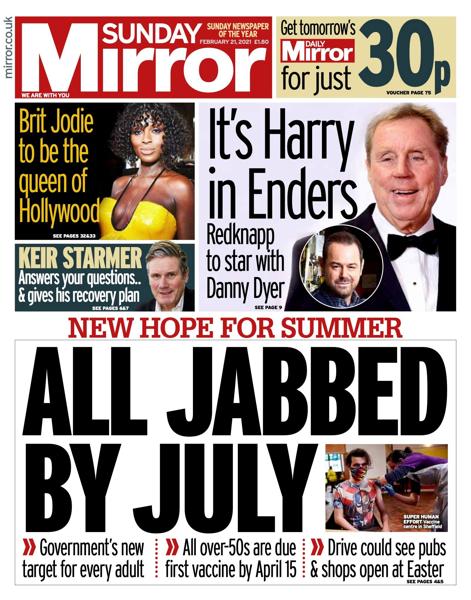 mirror.co.uk
SUNDAY
Mirror
SUNDAY NEWSPAPER
OF THE YEAR
FEBRUARY 21, 2021 £1.80
WE ARE WITH YOU
Get tomorrow's
DAILY
Mirror
for just
30p
VOUCHER PAGE 75
Brit Jodie
to be the
queen of
Hollywood
SEE PAGES 32&33
KEIR STARMER
Answers your questions..
& gives his recovery plan
SEE PAGES 6&7
It's Harry
in Enders
Redknapp
to star with
Danny Dyer
SEE PAGE 9
NEW HOPE FOR SUMMER
ALL JABBED
BY JULY
SUPER HUMAN
EFFORT Vaccine
centre in Sheffield
» Government's new
target for every adult
» All over-50s are due
first vaccine by April 15
» Drive could see pubs
& shops open at Easter
SEE PAGES 4&5